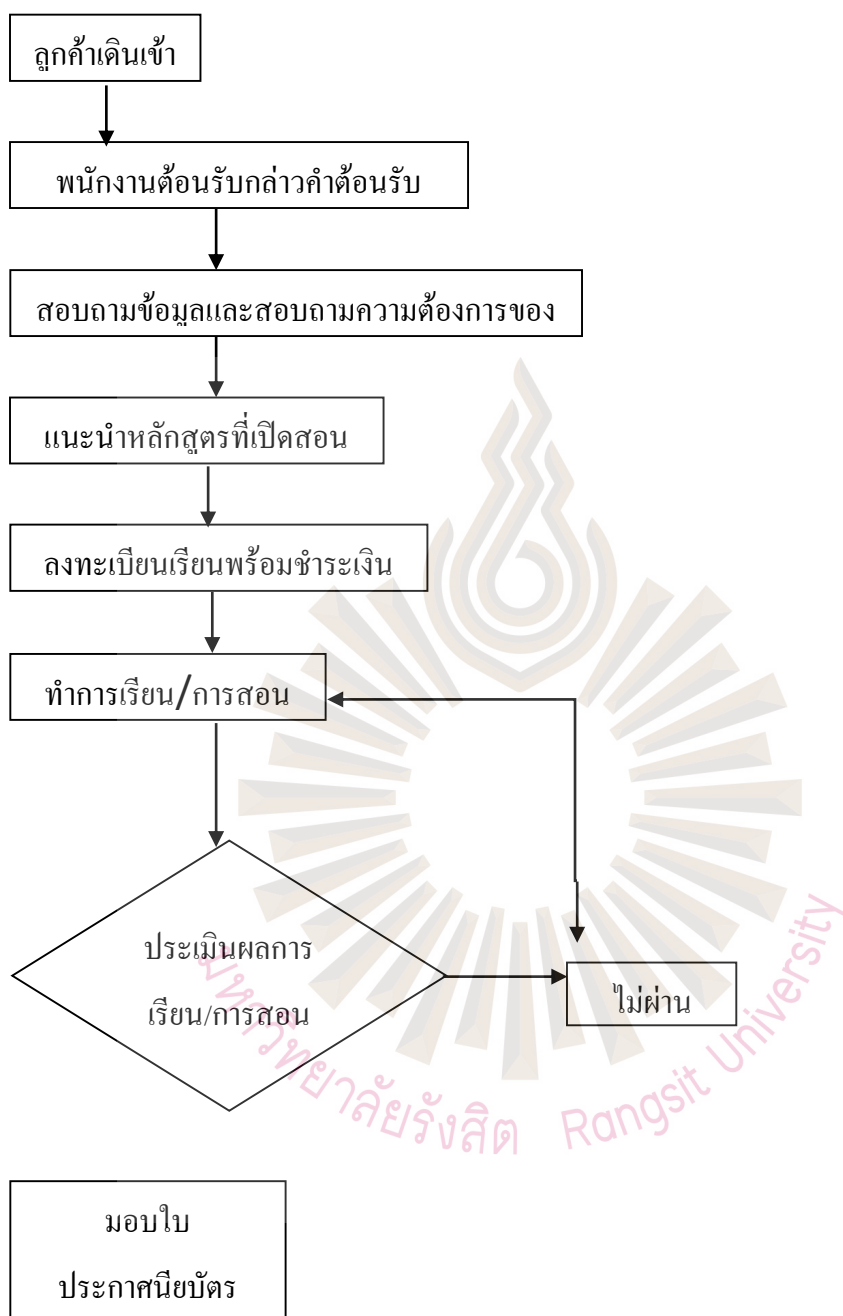 ลูกค้าเดินเข้า
พนักงานต้อนรับกล่าวคำต้อนรับ
สอบถามข้อมูลและสอบถามความต้องการของ
แนะนำหลักสูตรที่เปิดสอน
ลงทะเบียนเรียนพร้อมชำระเงิน
ทำการเรียน/การสอน
ประเมินผลการ
เรียน/การสอน
ไม่ผ่าน
มหาวิทยาลัยรังสิต Rangsit University
มอบใบ
ประกาศนียบัตร